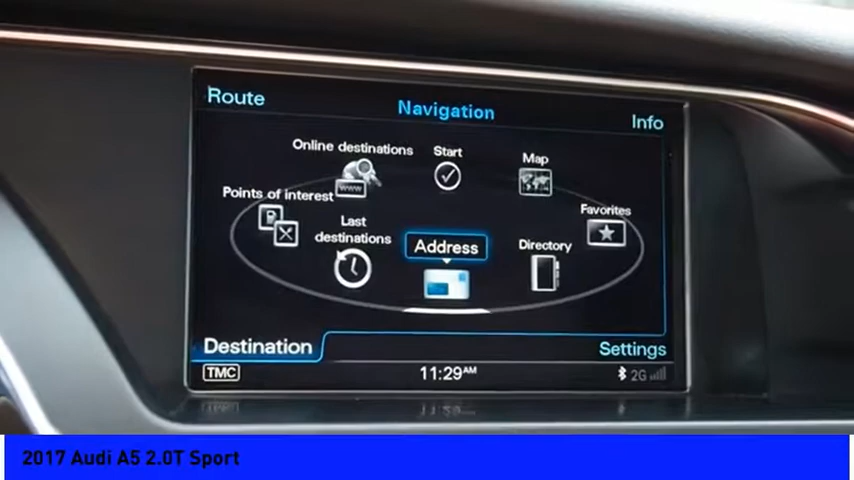 Route
Navigation
Info
Online destinations
Start
Map
www
Points of interest
Last
destinations
Address
Directory
Favorites
Destination
Settings
TMC
11:29AM
2G
2017 Audi A5 2.0T Sport